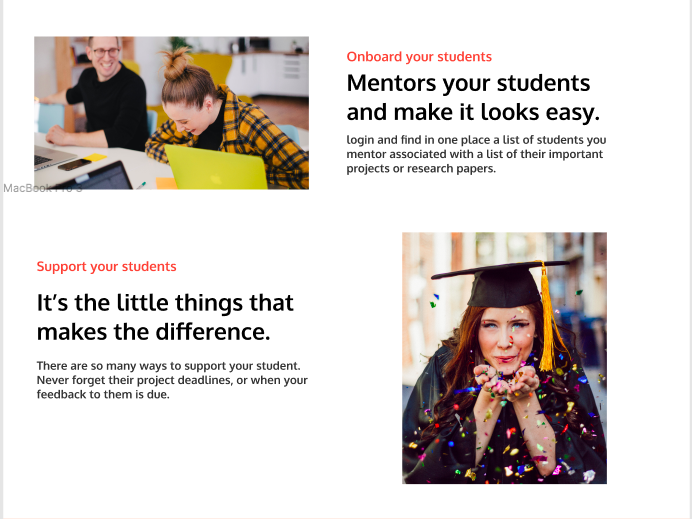 Onboard your students
Mentors your students
and make it looks easy.
login and find in one place a list of students you
mentor associated with a list of their important
projects or research papers.
MacBook Pro 3
Support your students
It’s the little things that
makes the difference.
There are so many ways to support your student.
Never forget their project deadlines, or when your
feedback to them is due.